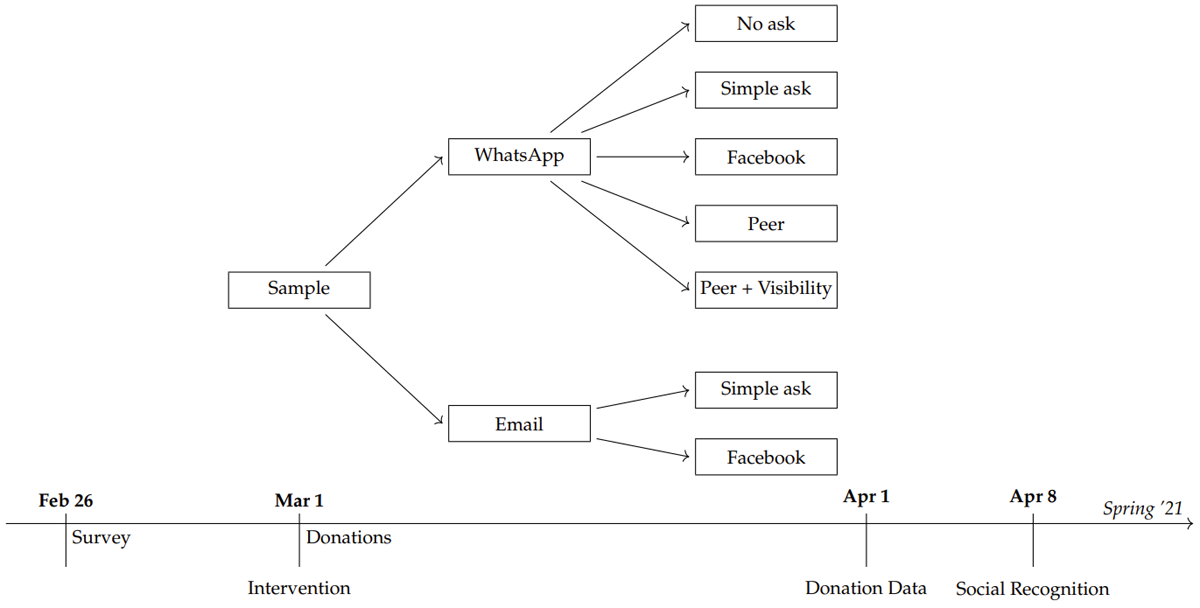 No ask
Simple ask
WhatsApp
Facebook
Peer
Sample
Peer + Visibility
Simple ask
Email
Facebook
Feb 26
Mar 1
Apr 1
Apr 8
Spring '21
Survey
Donations
Intervention
Donation Data
Social Recognition